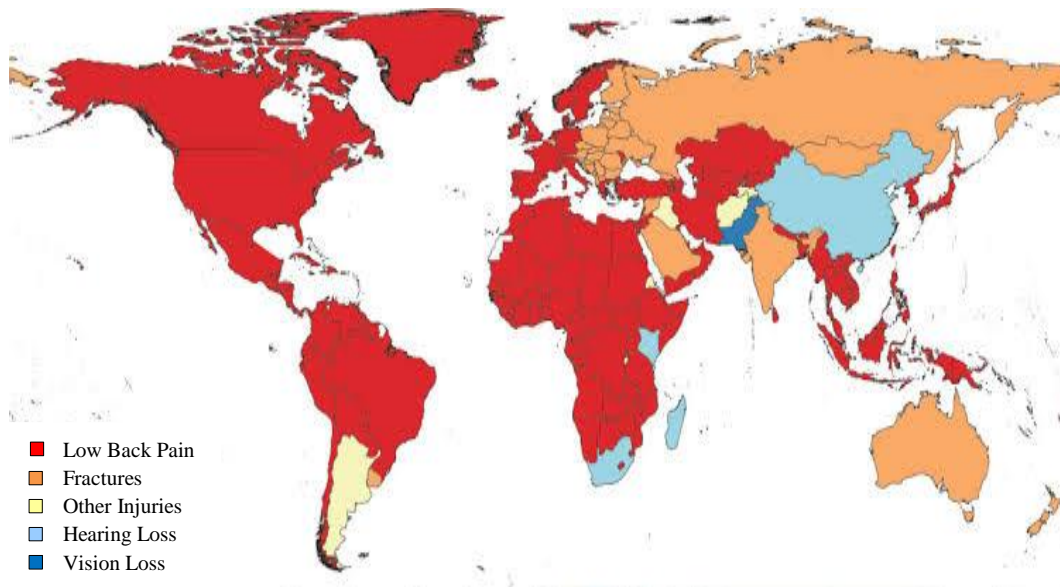 Low Back Pain
Fractures
Other Injuries
Hearing Loss
Vision Loss